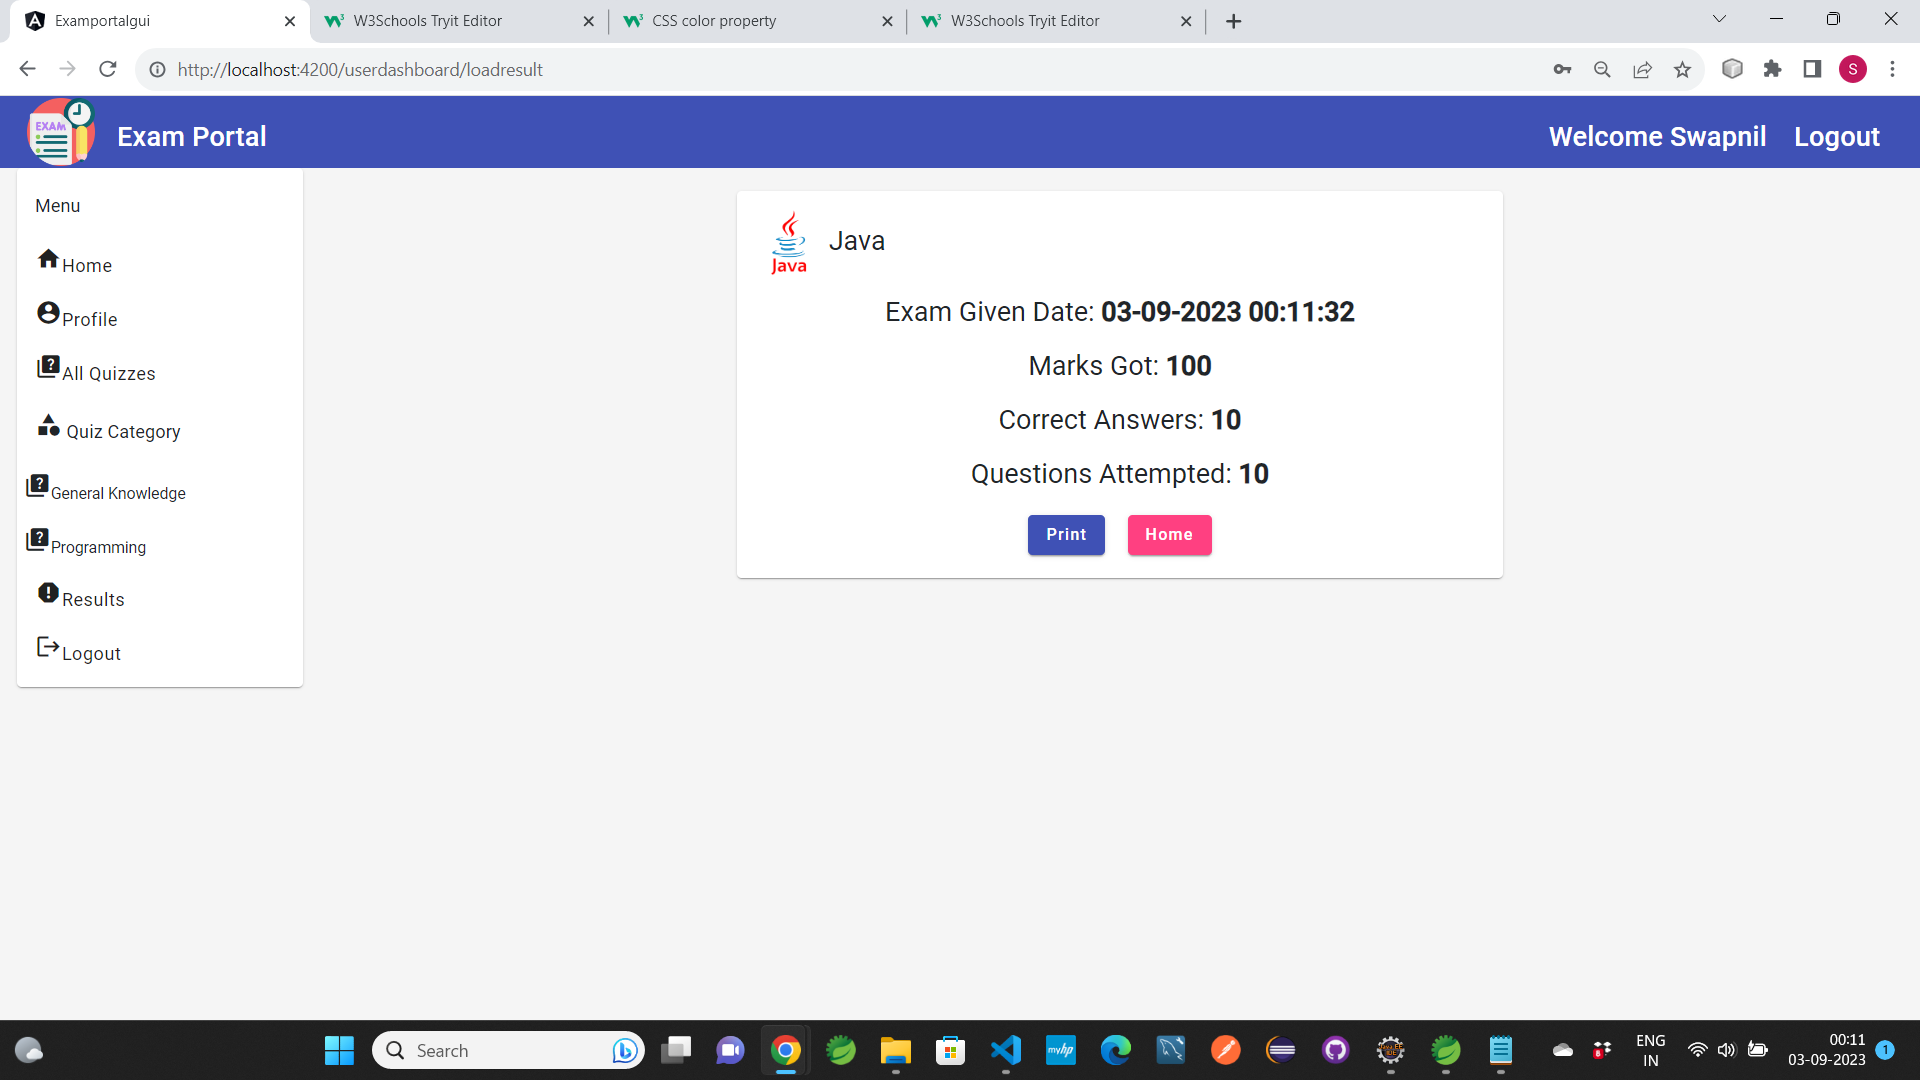 Examportalgui
W3Schools Tryit Editor
CSS color property
W3Schools Tryit Editor
http://localhost:4200/userdashboard/loadresult
S
EXAM
Exam Portal
Welcome Swapnil
Logout
Menu
Home
Profile
All Quizzes
Quiz Category
General Knowledge
Programming
Results
Logout
Java
Java
Exam Given Date: 03-09-2023 00:11:32
Marks Got: 100
Correct Answers: 10
Questions Attempted: 10
Print
Home
Search
myhp
8
ENG
IN
00:11
03-09-2023
1